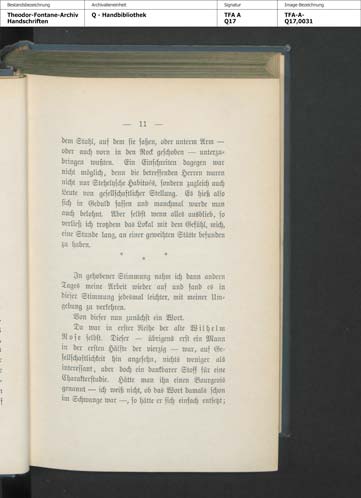 Bestandsbezeichnung
Archivalieneinheit
Signatur
Image-Bezeichnung
Theodor-Fontane-Archiv
Handschriften
Q - Handbibliothek
TFA A
Q17
TFA-A-
Q17,0031
— 11 —
dem Stuhl, auf dem sie saßen, oder unterm Arm —
oder auch vorn in den Rock geschoben — unterzu-
bringen wußten. Ein Einschreiten dagegen war
nicht möglich, denn die betreffenden Herren waren
nicht nur Stehelysche Habitués, sondern zugleich auch
Leute von gesellschaftlicher Stellung. Es hieß also
sich in Geduld fassen und manchmal wurde man
auch belohnt. Aber selbst wenn alles ausblieb, so
verließ ich trotzdem das Lokal mit dem Gefühl, mich,
eine Stunde lang, an einer geweihten Stätte befunden
zu haben.
* * *
In gehobener Stimmung nahm ich dann andern
Tages meine Arbeit wieder auf und fand es in
dieser Stimmung jedesmal leichter, mit meiner Um-
gebung zu verkehren.
Von dieser nun zunächst ein Wort.
Da war in erster Reihe der alte Wilhelm
Rose selbst. Dieser — übrigens erst ein Mann
in der ersten Hälfte der vierzig — war, auf Ge-
sellschaftlichkeit hin angesehn, nichts weniger als
interessant, aber doch ein dankbarer Stoff für eine
Charakterstudie. Hätte man ihn einen Bourgeois
genannt — ich weiß nicht, ob das Wort damals schon
im Schwange war —, so hätte er sich einfach entsetzt;